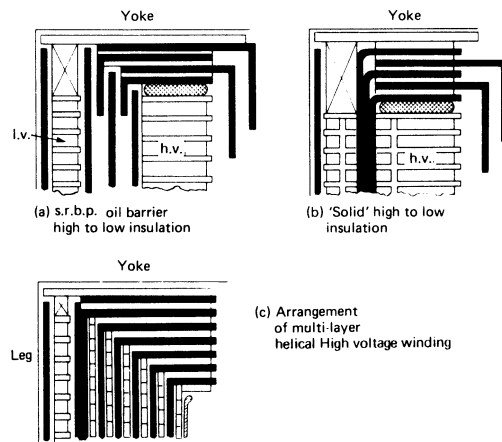 Yoke
l.v.
h.v.
(a) s.r.b.p. oil barrier
high to low insulation
Yoke
h.v..
(b) 'Solid' high to low
insulation
Yoke
Leg
(c) Arrangement
of multi-layer
helical High voltage winding